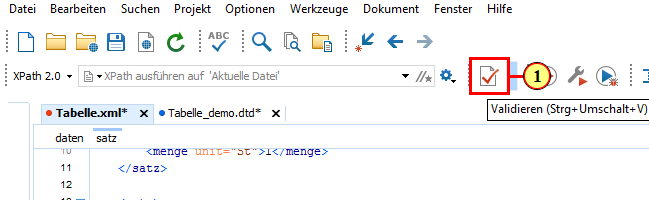 Datei Bearbeiten Suchen Projekt Optionen Werkzeuge Dokument Fenster Hilfe
ABC
XPath 2.0 XPath ausführen auf 'Aktuelle Datei'
1
Validieren (Strg+Umschalt+V)
Tabelle.xml* Tabelle_demo.dtd*
daten satz
10 <menge unit="St">1</menge>
11 </satz>
12